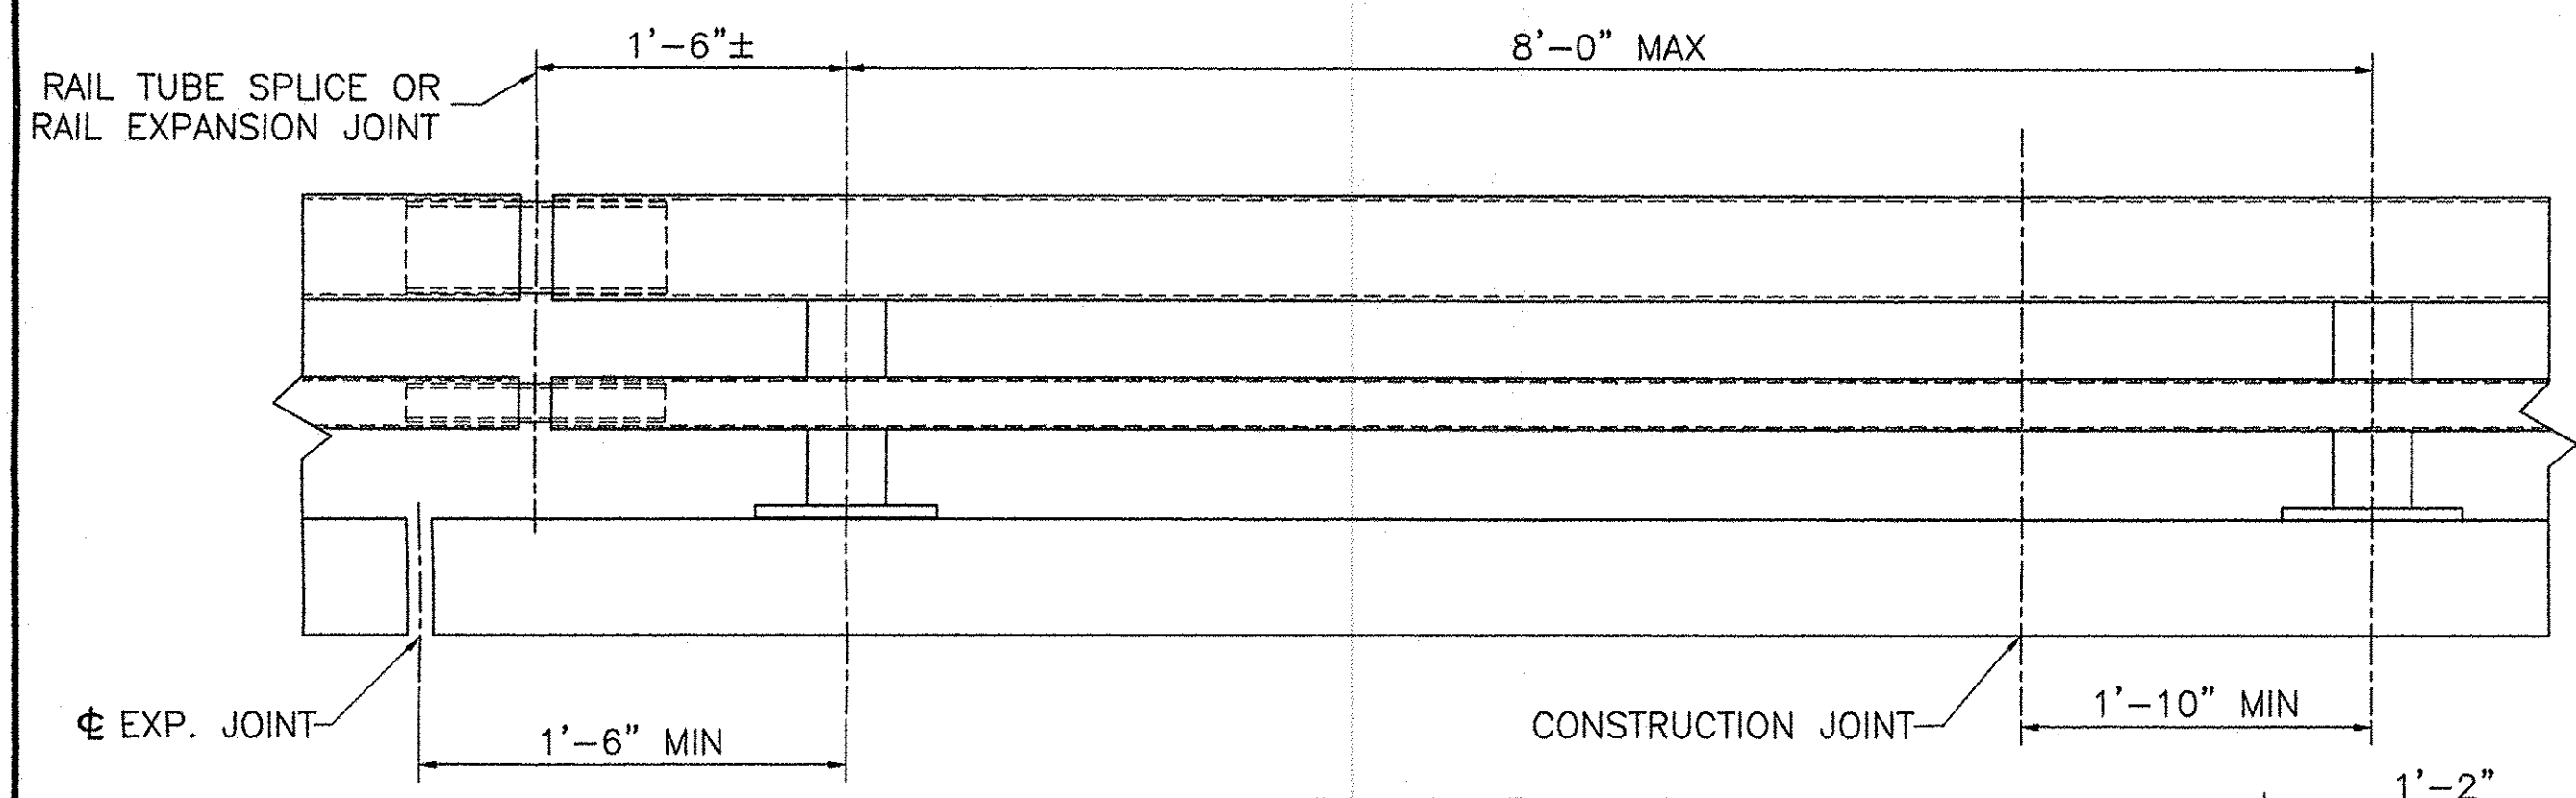 1'-6"±
8'-0" MAX
RAIL TUBE SPLICE OR
RAIL EXPANSION JOINT
℄ EXP. JOINT
1'-6" MIN
CONSTRUCTION JOINT
1'-10" MIN
1'-2"